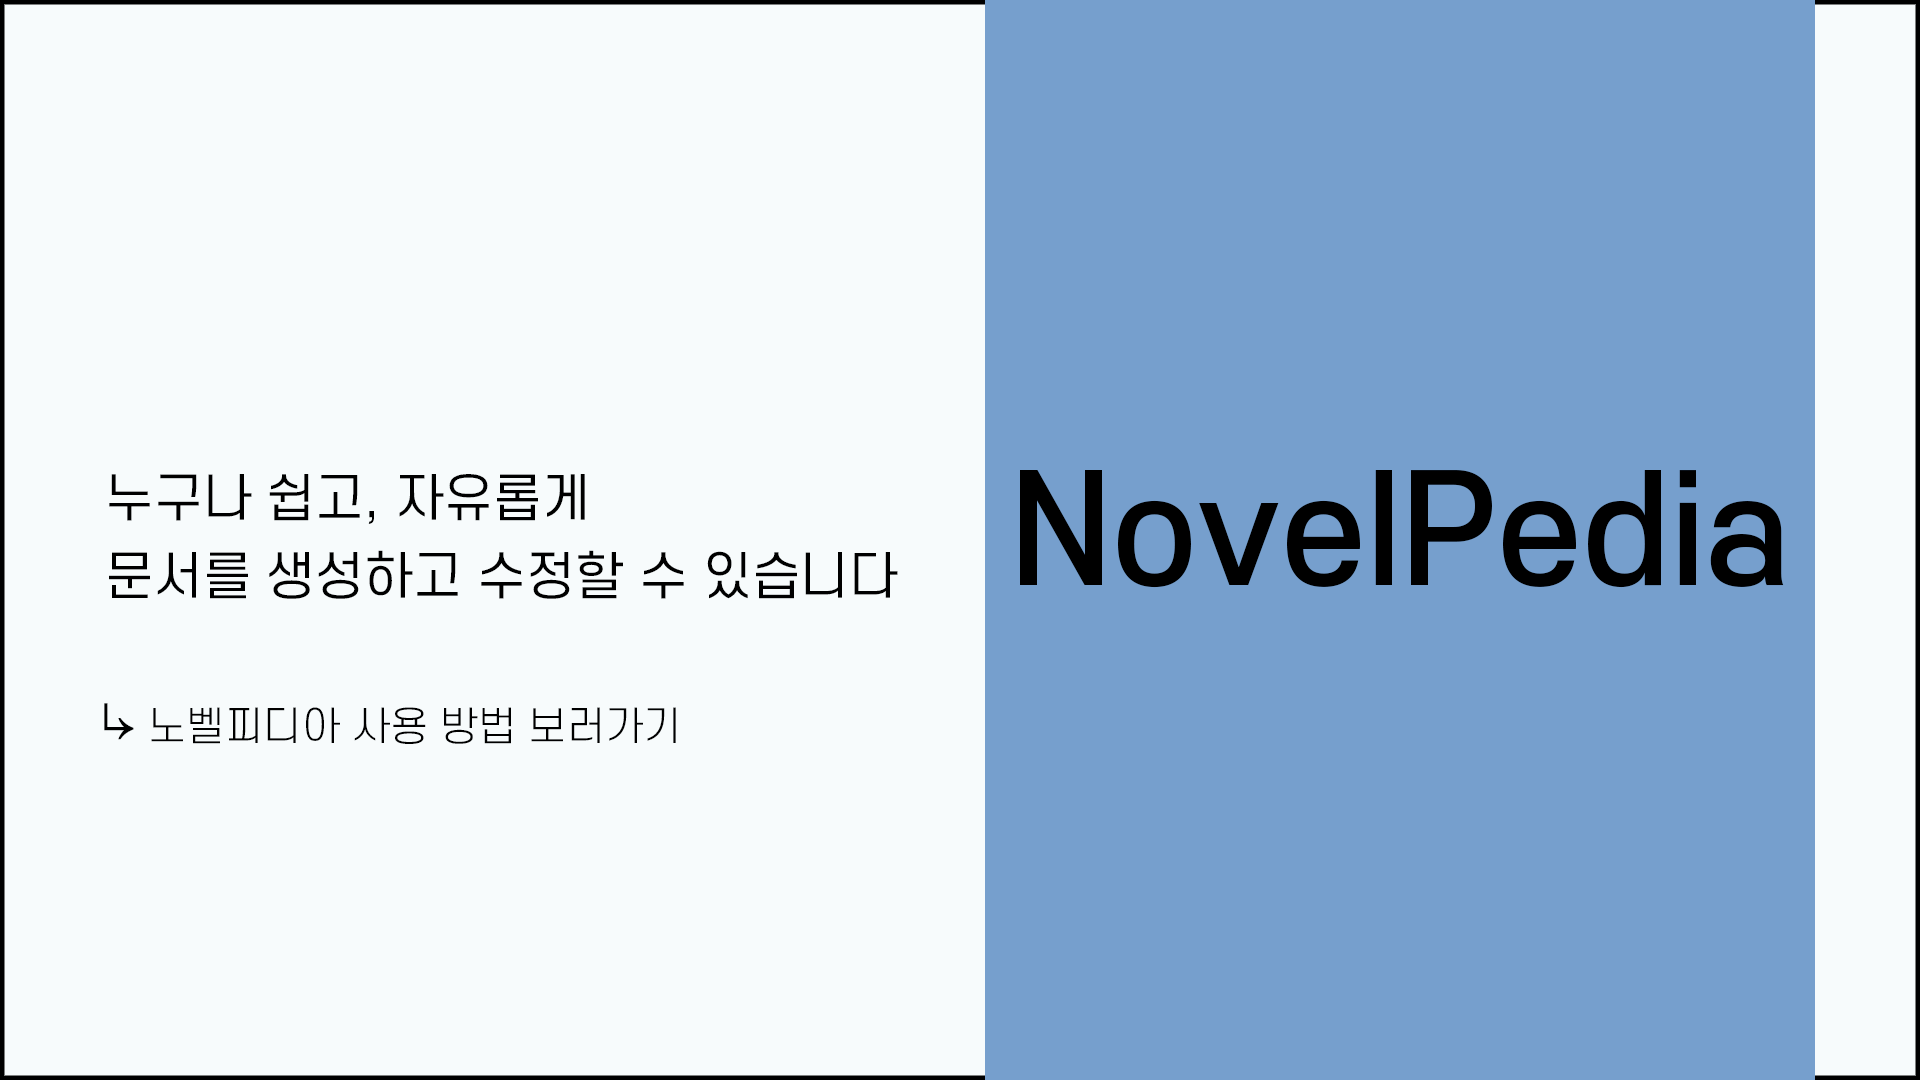 누구나 쉽고, 자유롭게
문서를 생성하고 수정할 수 있습니다
↳ 노벨피디아 사용 방법 보러가기
NovelPedia